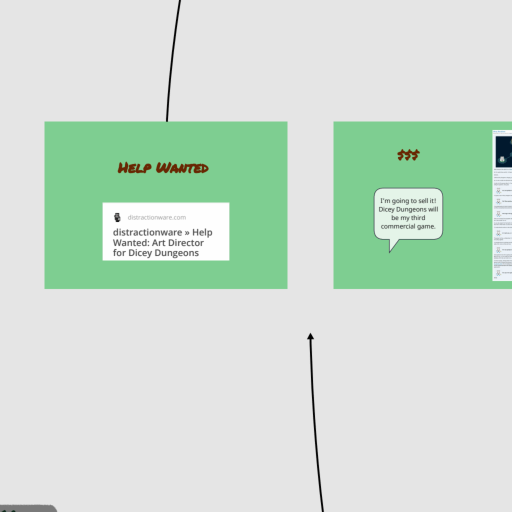 Help Wanted
distractionware.com
distractionware » Help
Wanted: Art Director
for Dicey Dungeons
$$$
I'm going to sell it!
Dicey Dungeons will
be my third
commercial game.